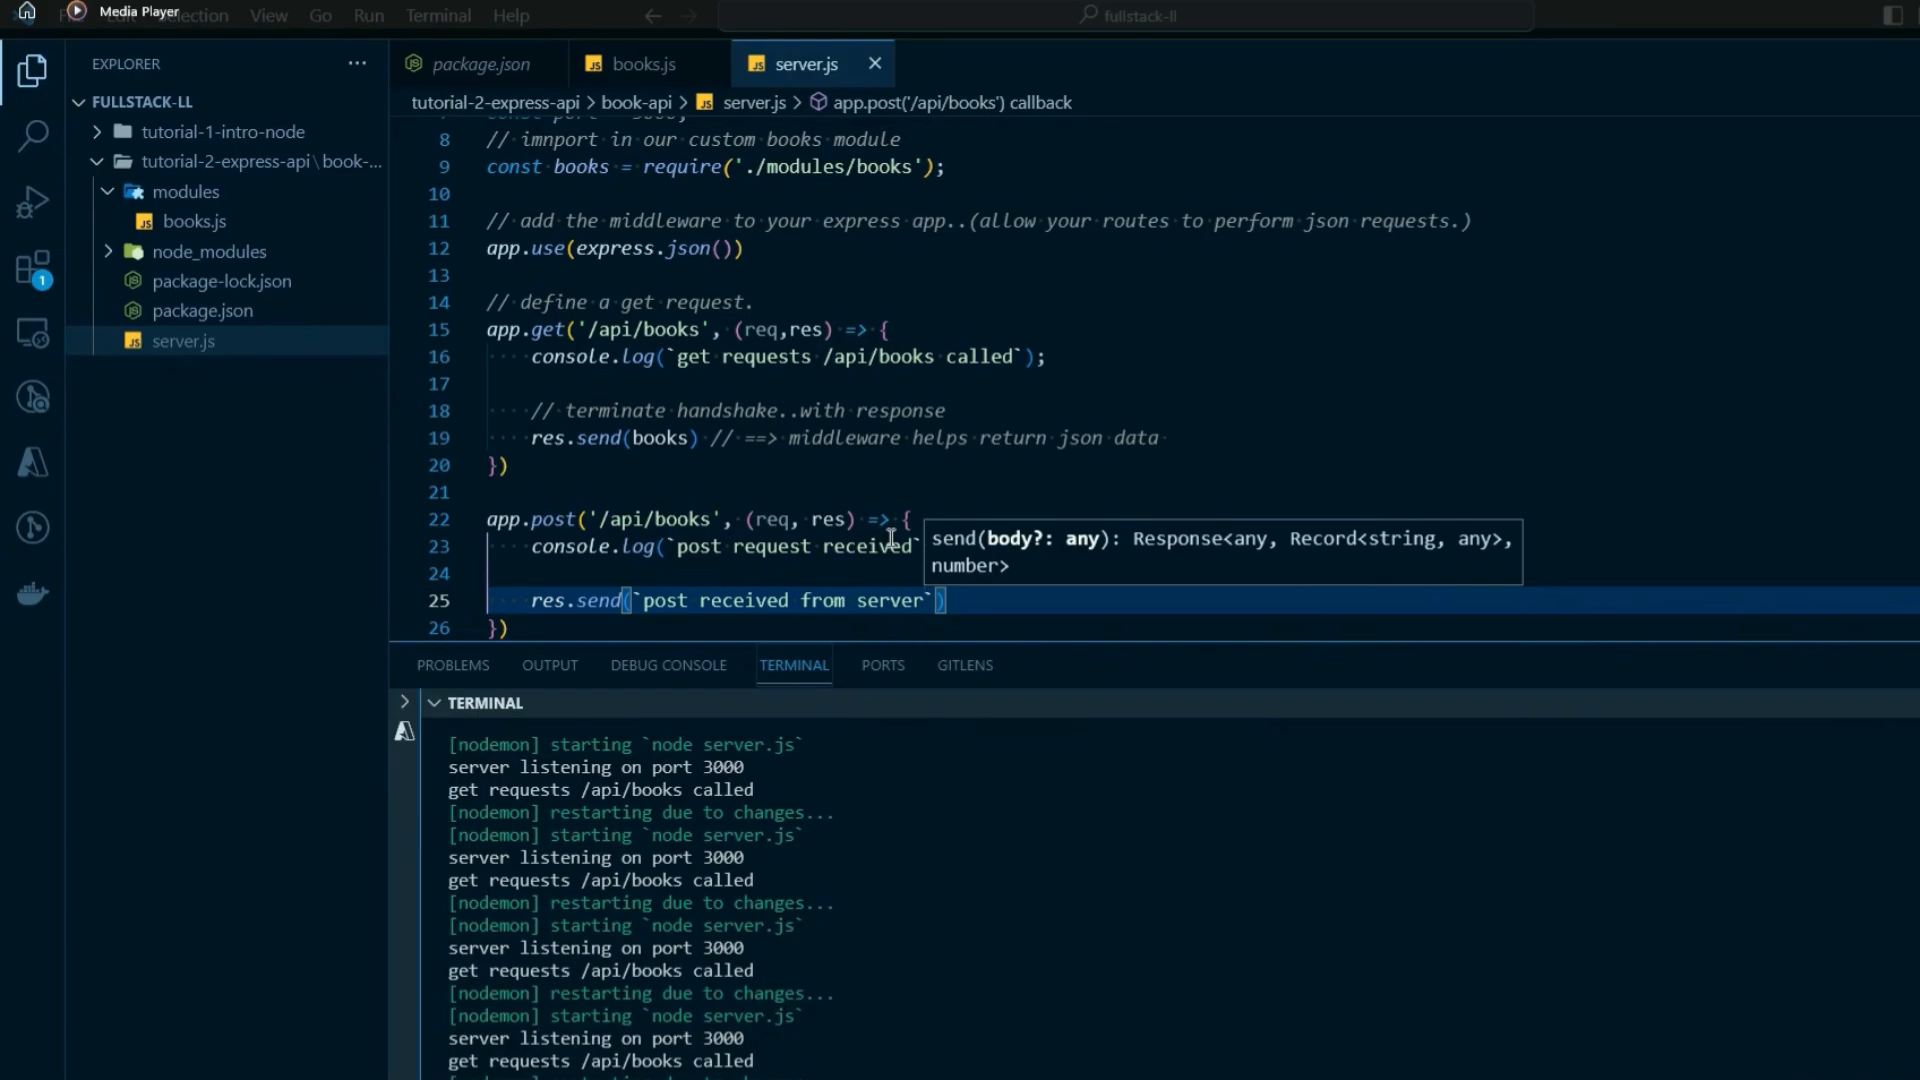 Media Player
Selection View Go Run Terminal Help
fullstack-ll
EXPLORER
FULLSTACK-LL
tutorial-1-intro-node
tutorial-2-express-api\book-...
modules
books.js
node_modules
package-lock.json
package.json
server.js
1
package.json
books.js
server.js
tutorial-2-express-api > book-api > server.js > app.post('/api/books') callback
8 // imnport in our custom books module
9 const books = require('./modules/books');
10
11 // add the middleware to your express app..(allow your routes to perform json requests.)
12 app.use(express.json())
13
14 // define a get request.
15 app.get('/api/books', (req,res) => {
16 console.log(`get requests /api/books called`);
17
18 // terminate handshake..with response
19 res.send(books) // ==> middleware helps return json data
20 })
21
22 app.post('/api/books', (req, res) => {
23 console.log(`post request received`
24
25 res.send(`post received from server`)
26 })
send(body?: any): Response<any, Record<string, any>,
number>
PROBLEMS OUTPUT DEBUG CONSOLE TERMINAL PORTS GITLENS
TERMINAL
[nodemon] starting `node server.js`
server listening on port 3000
get requests /api/books called
[nodemon] restarting due to changes...
[nodemon] starting `node server.js`
server listening on port 3000
get requests /api/books called
[nodemon] restarting due to changes...
[nodemon] starting `node server.js`
server listening on port 3000
get requests /api/books called
[nodemon] restarting due to changes...
[nodemon] starting `node server.js`
server listening on port 3000
get requests /api/books called